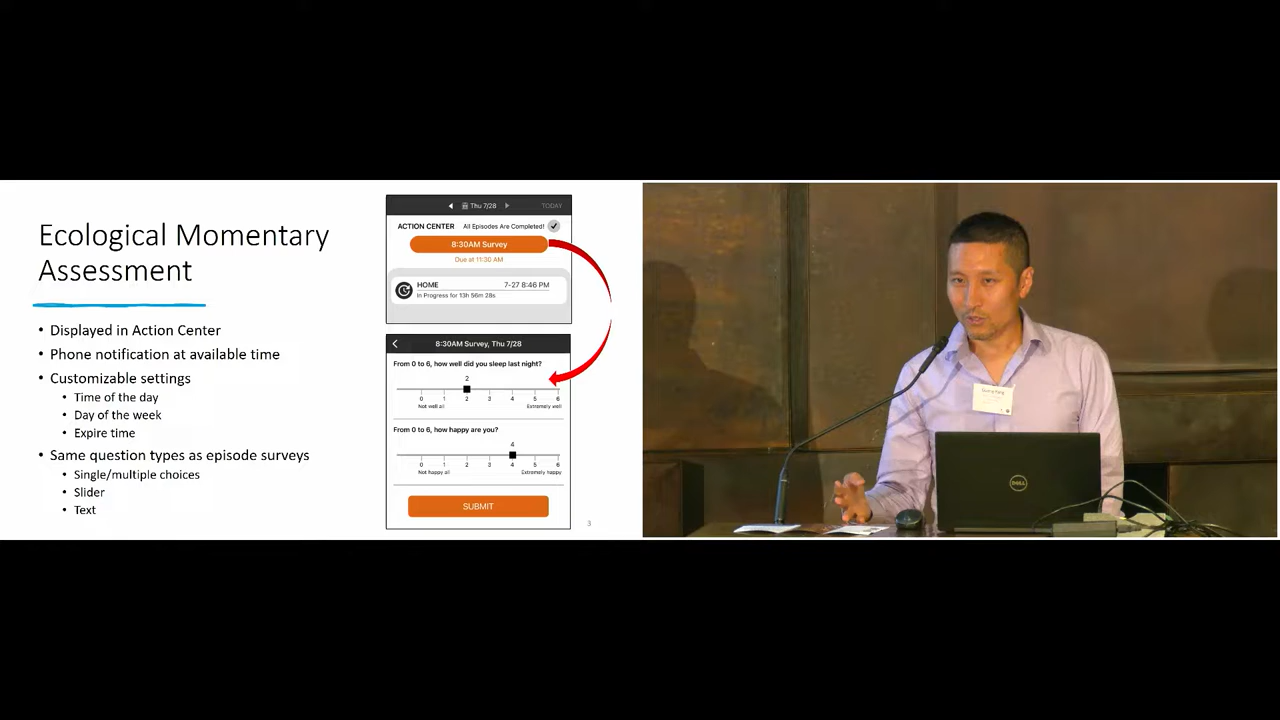 Ecological Momentary
Assessment
• Displayed in Action Center
• Phone notification at available time
• Customizable settings
• Time of the day
• Day of the week
• Expire time
• Same question types as episode surveys
• Single/multiple choices
• Slider
• Text
Thu 7/28
TODAY
ACTION CENTER
All Episodes Are Completed!
8:30AM Survey
Due at 11:30 AM
HOME
7-27 8:46 PM
In Progress for 13h 56m 28s
8:30AM Survey, Thu 7/28
From 0 to 6, how well did you sleep last night?
2
0 1 2 3 4 5 6
Not well all
Extremely well
From 0 to 6, how happy are you?
4
0 1 2 3 4 5 6
Not happy all
Extremely happy
SUBMIT
3
DELL